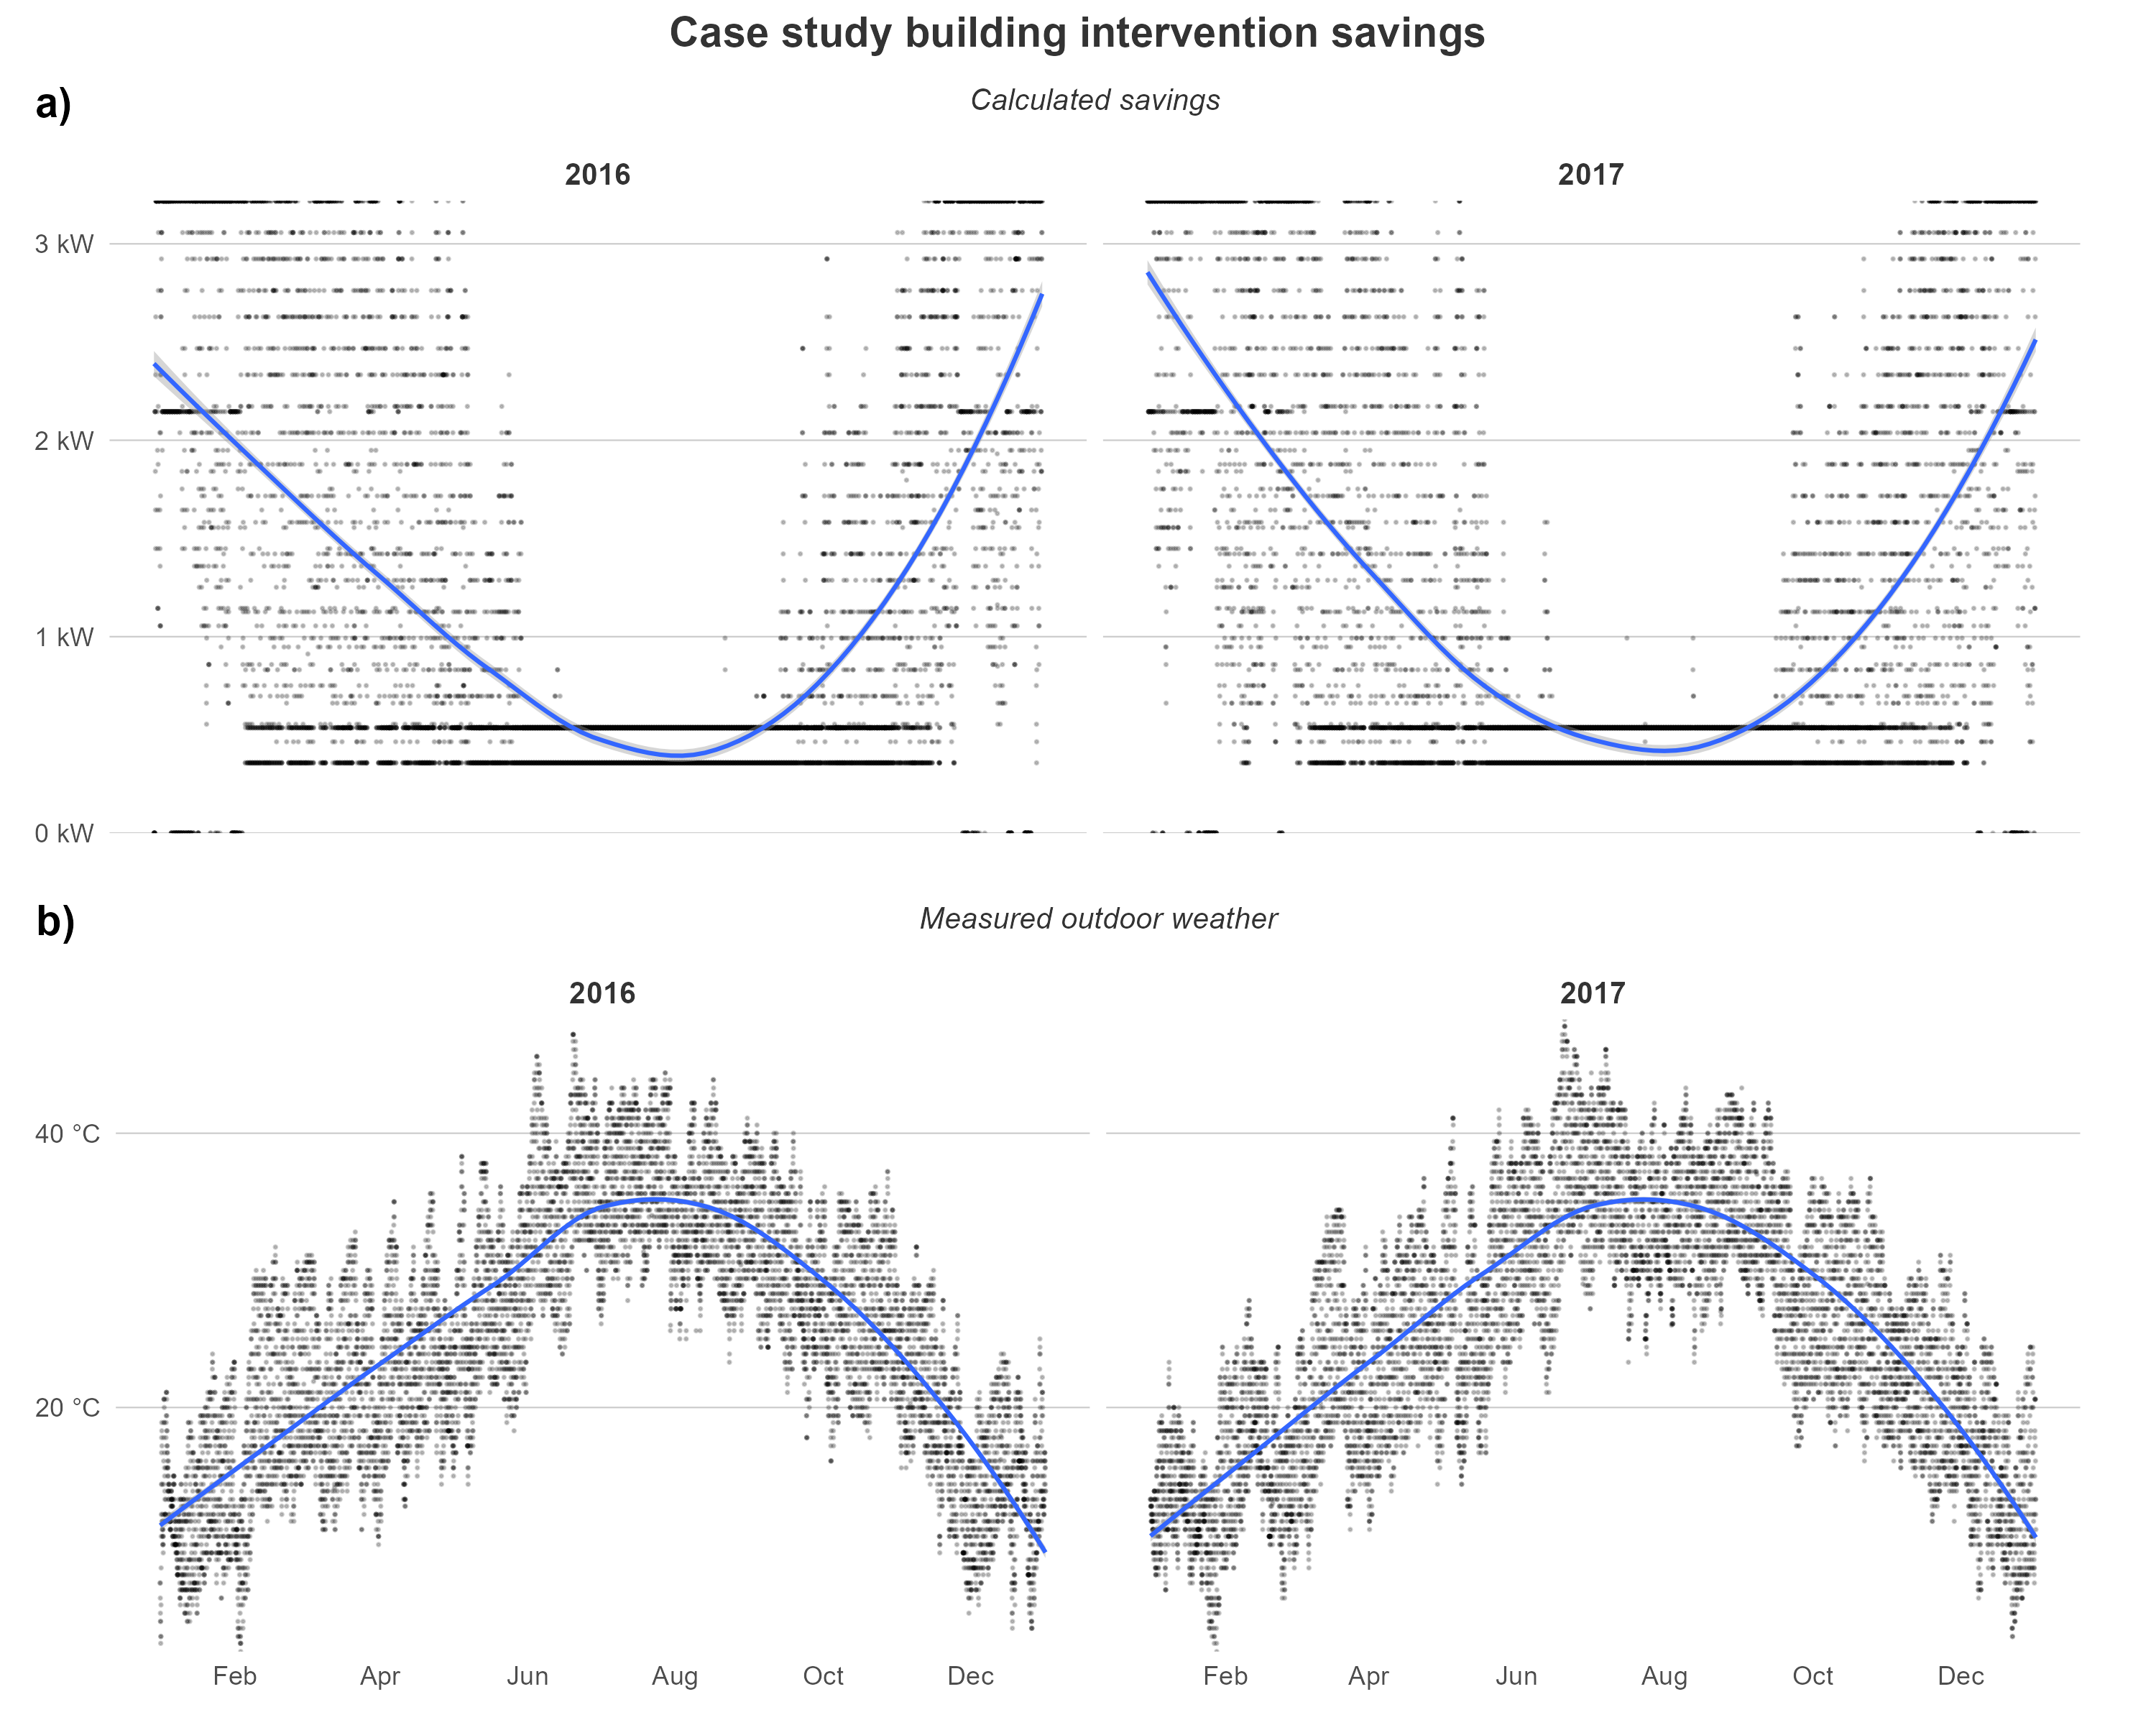 Case study building intervention savings
a)
Calculated savings
2016
2017
3 kW
2 kW
1 kW
0 kW
b)
Measured outdoor weather
2016
2017
40 °C
20 °C
Feb Apr Jun Aug Oct Dec Feb Apr Jun Aug Oct Dec